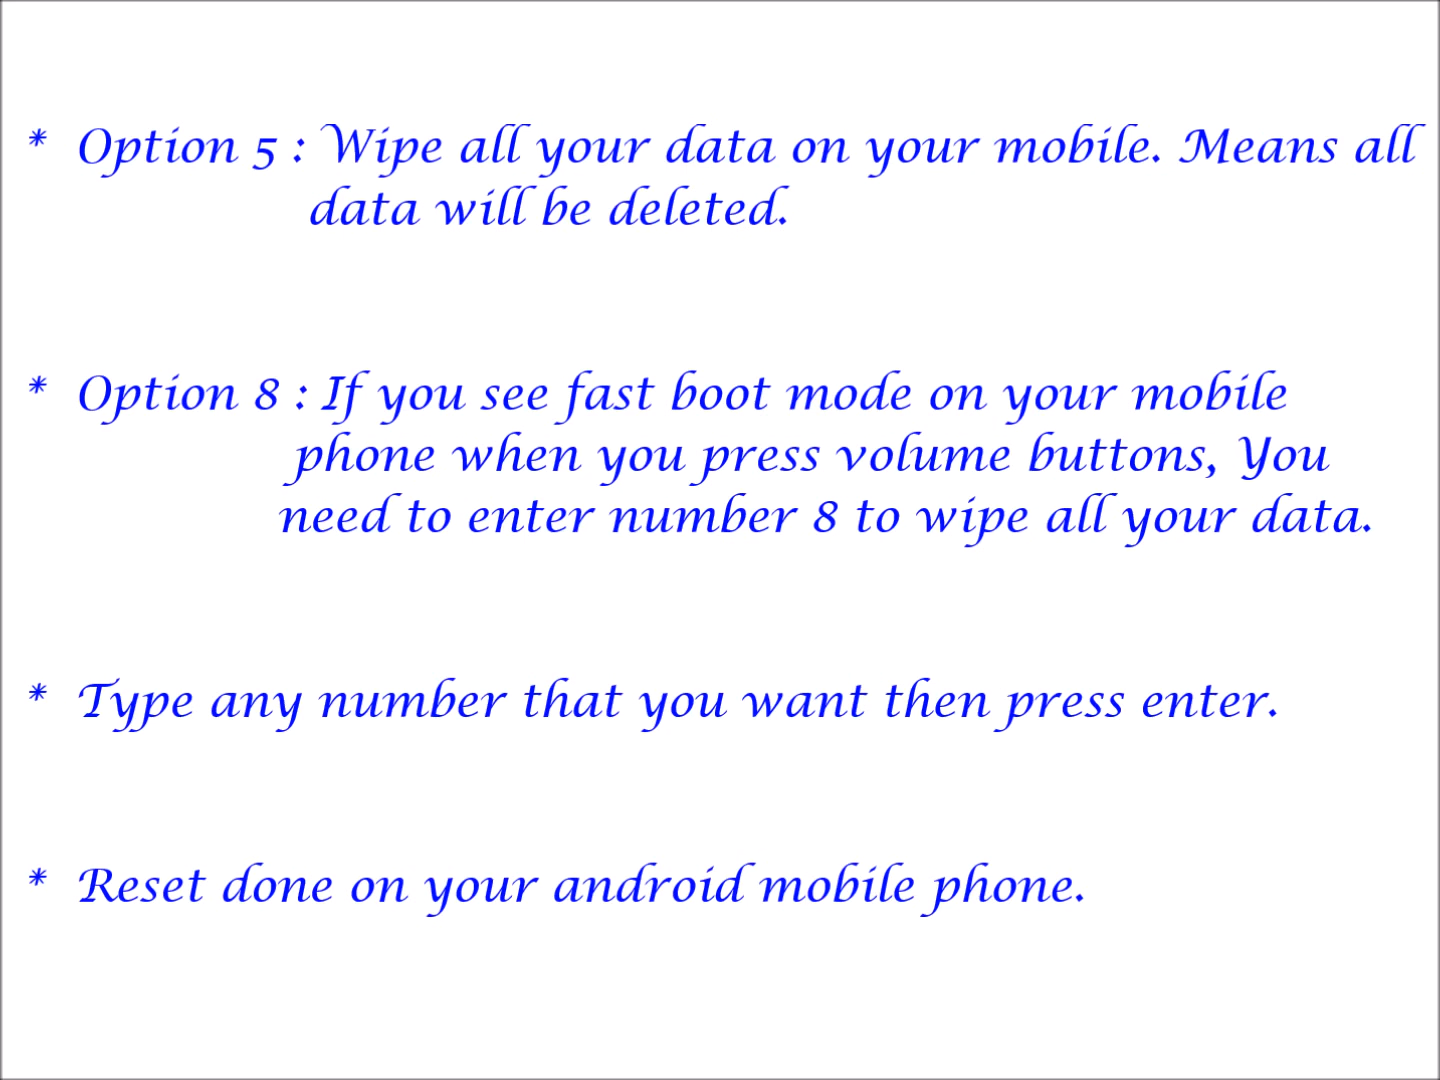 * Option 5 : Wipe all your data on your mobile. Means all
data will be deleted.
* Option 8 : If you see fast boot mode on your mobile
phone when you press volume buttons, You
need to enter number 8 to wipe all your data.
* Type any number that you want then press enter.
* Reset done on your android mobile phone.